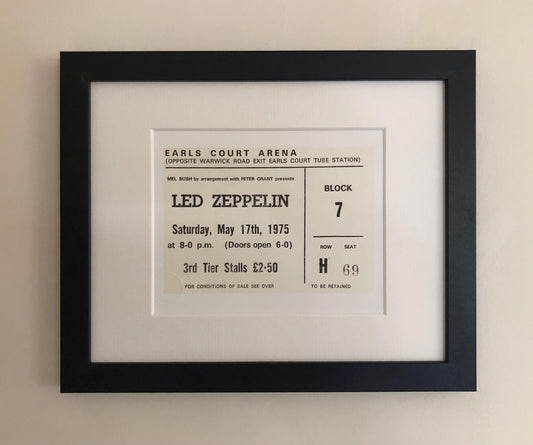 EARLS COURT ARENA
(OPPOSITE WARWICK ROAD EXIT EARLS COURT TUBE STATION)
MEL BUSH by arrangement with PETER GRANT presents
LED ZEPPELIN
Saturday, May 17th, 1975
at 8-0 p.m. (Doors open 6-0)
3rd Tier Stalls £2·50
FOR CONDITIONS OF SALE SEE OVER
BLOCK
7
ROW SEAT
H 69
TO BE RETAINED